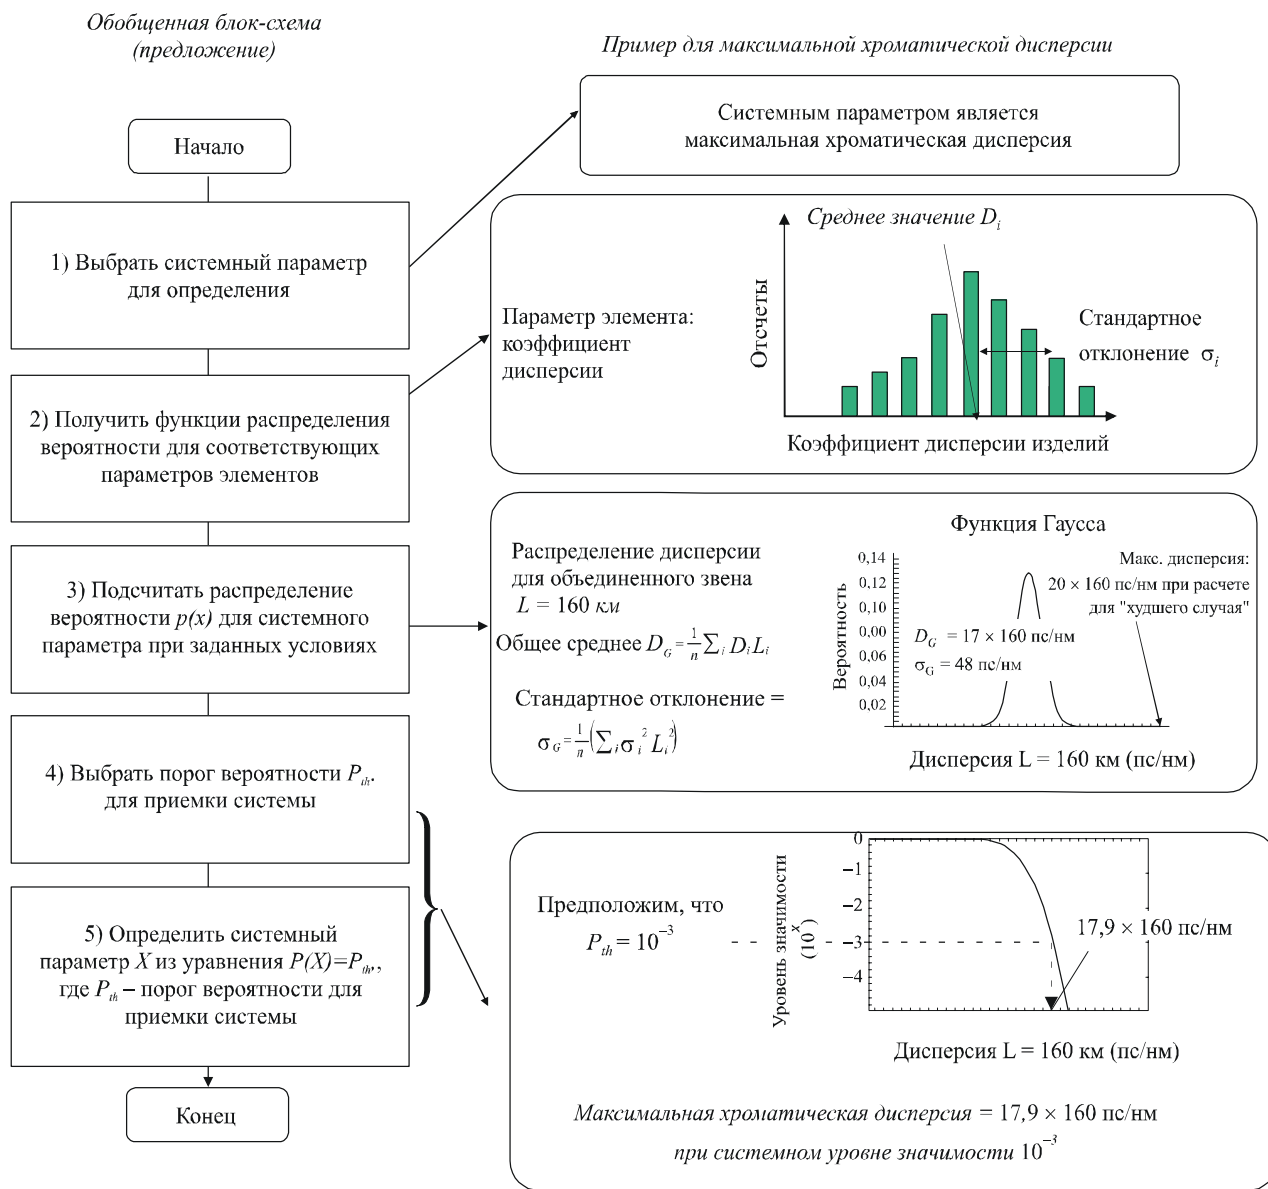 Обобщенная блок-схема
(предложение)
Пример для максимальной хроматической дисперсии
Начало
1) Выбрать системный параметр
для определения
2) Получить функции распределения
вероятности для соответствующих
параметров элементов
3) Подсчитать распределение
вероятности p(x) для системного
параметра при заданных условиях
4) Выбрать порог вероятности Pth.
для приемки системы
5) Определить системный
параметр X из уравнения P(X)=Pth,,
где Pth – порог вероятности для
приемки системы
Конец
Системным параметром является
максимальная хроматическая дисперсия
Параметр элемента:
коэффициент
дисперсии
Среднее значение Di
Отсчеты
Стандартное
отклонение σi
Коэффициент дисперсии изделий
Распределение дисперсии
для объединенного звена
L = 160 км
Общее среднее DG = 1/n ∑i DiLi
Стандартное отклонение =
σG = 1/n (∑i σi² Li²)
Функция Гаусса
Вероятность
0,14
0,12
0,10
0,00
0,06
0,04
0,02
DG = 17 × 160 пс/нм
σG = 48 пс/нм
Макс. дисперсия:
20 × 160 пс/нм при расчете
для "худшего случая"
Дисперсия L = 160 км (пс/нм)
Предположим, что
Pth = 10⁻³
Уровень значимости
(10ˣ)
0
−1
−2
−3
−4
17,9 × 160 пс/нм
Дисперсия L = 160 км (пс/нм)
Максимальная хроматическая дисперсия = 17,9 × 160 пс/нм
при системном уровне значимости 10⁻³